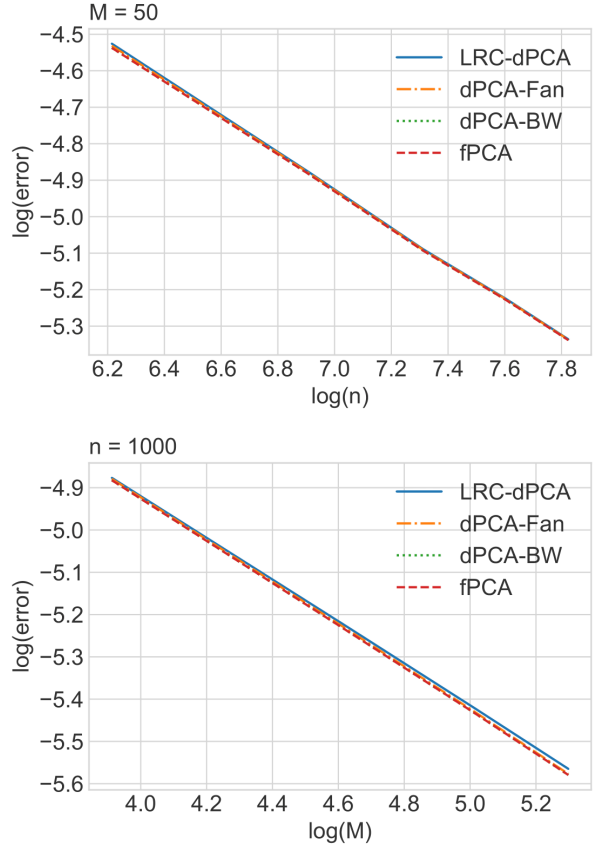 M = 50
−4.5
−4.6
−4.7
−4.8
−4.9
−5.0
−5.1
−5.2
−5.3
log(error)
LRC-dPCA
dPCA-Fan
dPCA-BW
fPCA
6.2 6.4 6.6 6.8 7.0 7.2 7.4 7.6 7.8
log(n)
n = 1000
−4.9
−5.0
−5.1
−5.2
−5.3
−5.4
−5.5
−5.6
log(error)
LRC-dPCA
dPCA-Fan
dPCA-BW
fPCA
4.0 4.2 4.4 4.6 4.8 5.0 5.2
log(M)